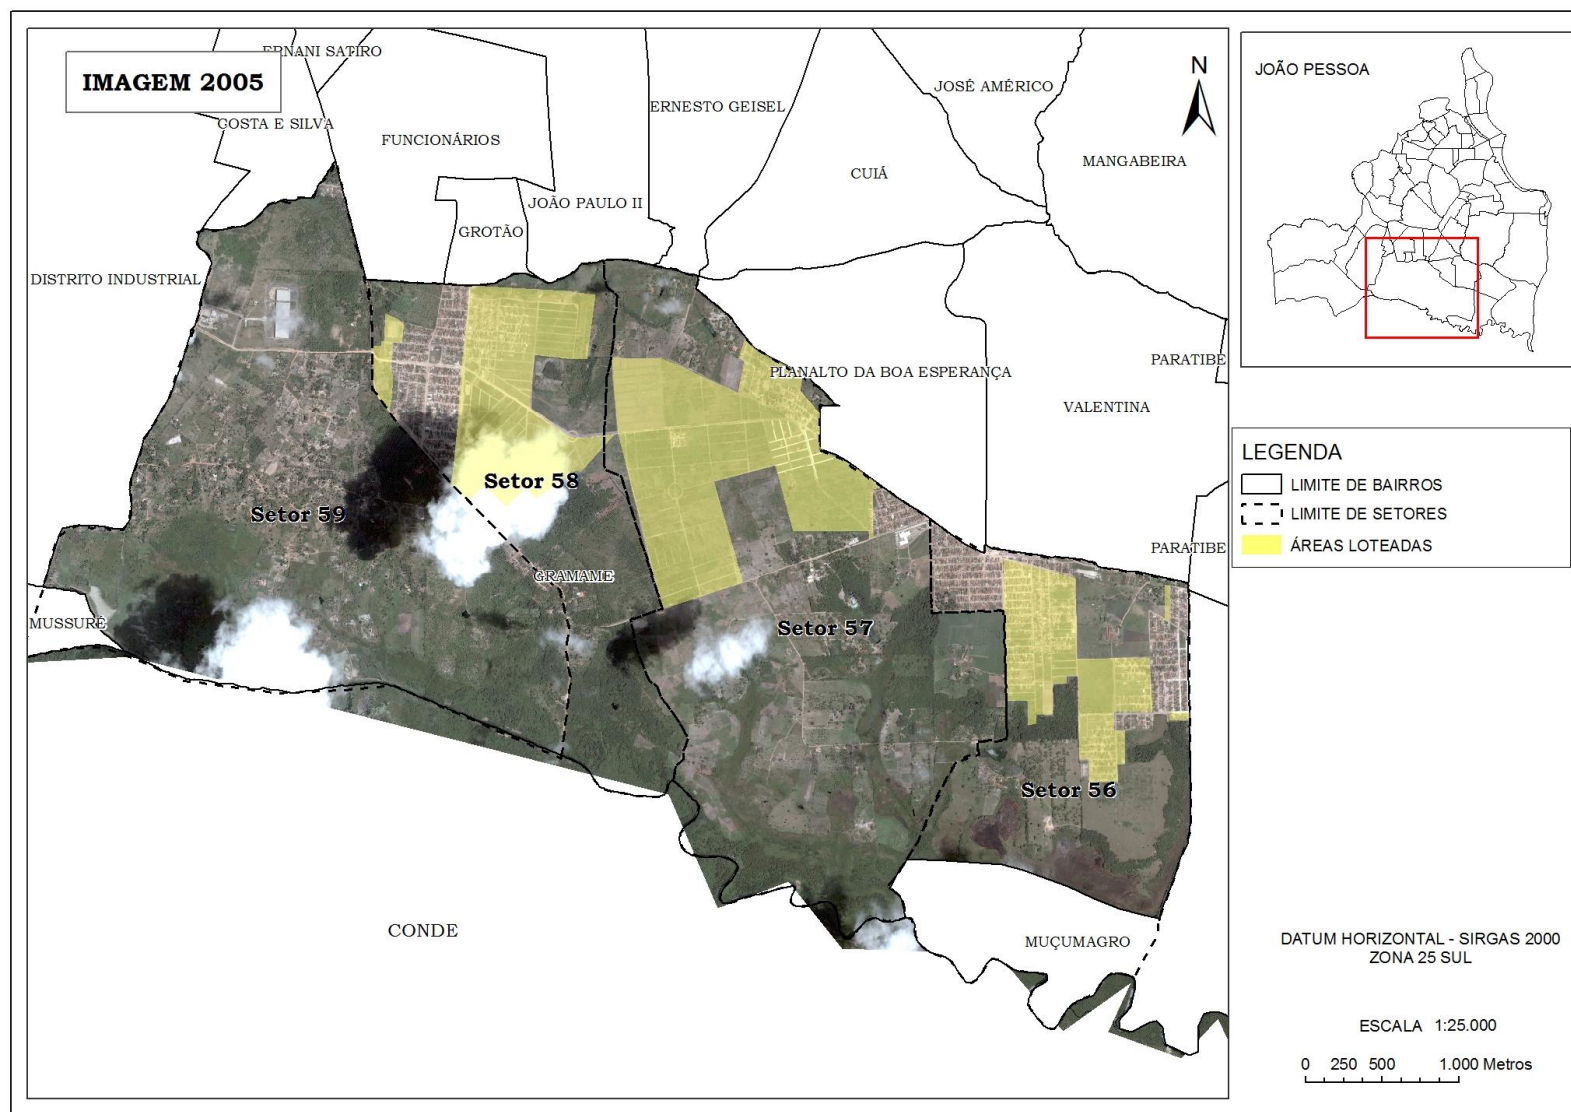 IMAGEM 2005
ERNANI SATIRO
COSTA E SILVA
FUNCIONÁRIOS
ERNESTO GEISEL
JOSÉ AMÉRICO
N
MANGABEIRA
CUIÁ
JOÃO PAULO II
GROTÃO
DISTRITO INDUSTRIAL
PLANALTO DA BOA ESPERANÇA
PARATIBE
VALENTINA
Setor 58
Setor 59
PARATIBE
GRAMAME
MUSSURÉ
Setor 57
Setor 56
CONDE
MUÇUMAGRO
JOÃO PESSOA
LEGENDA
LIMITE DE BAIRROS
LIMITE DE SETORES
ÁREAS LOTEADAS
DATUM HORIZONTAL - SIRGAS 2000
ZONA 25 SUL
ESCALA 1:25.000
0 250 500 1.000 Metros